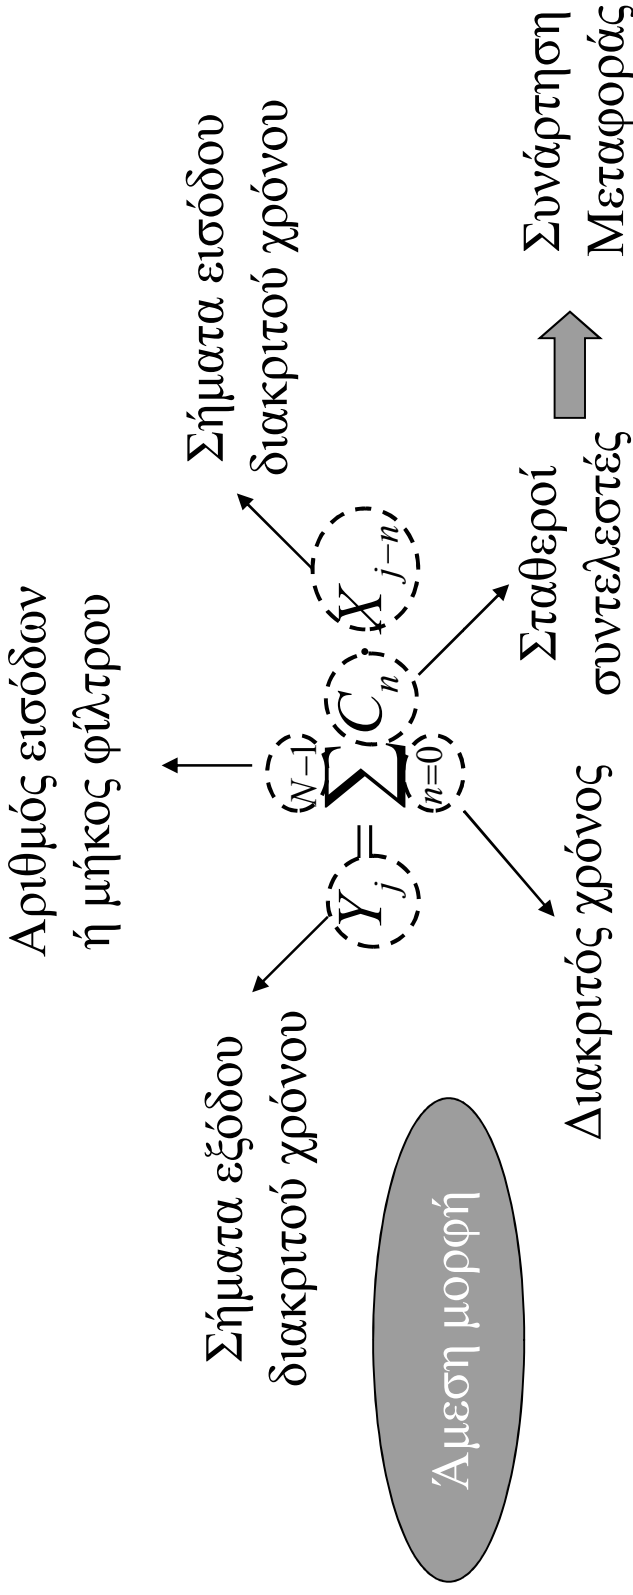 Αριθμός εισόδων
ή μήκος φίλτρου
Σήματα εξόδου
διακριτού χρόνου
Σήματα εισόδου
διακριτού χρόνου
N−1
Y_j = Σ C_n · X_{j−n}
n=0
Άμεση μορφή
Διακριτός χρόνος
Σταθεροί
συντελεστές
Συνάρτηση
Μεταφοράς